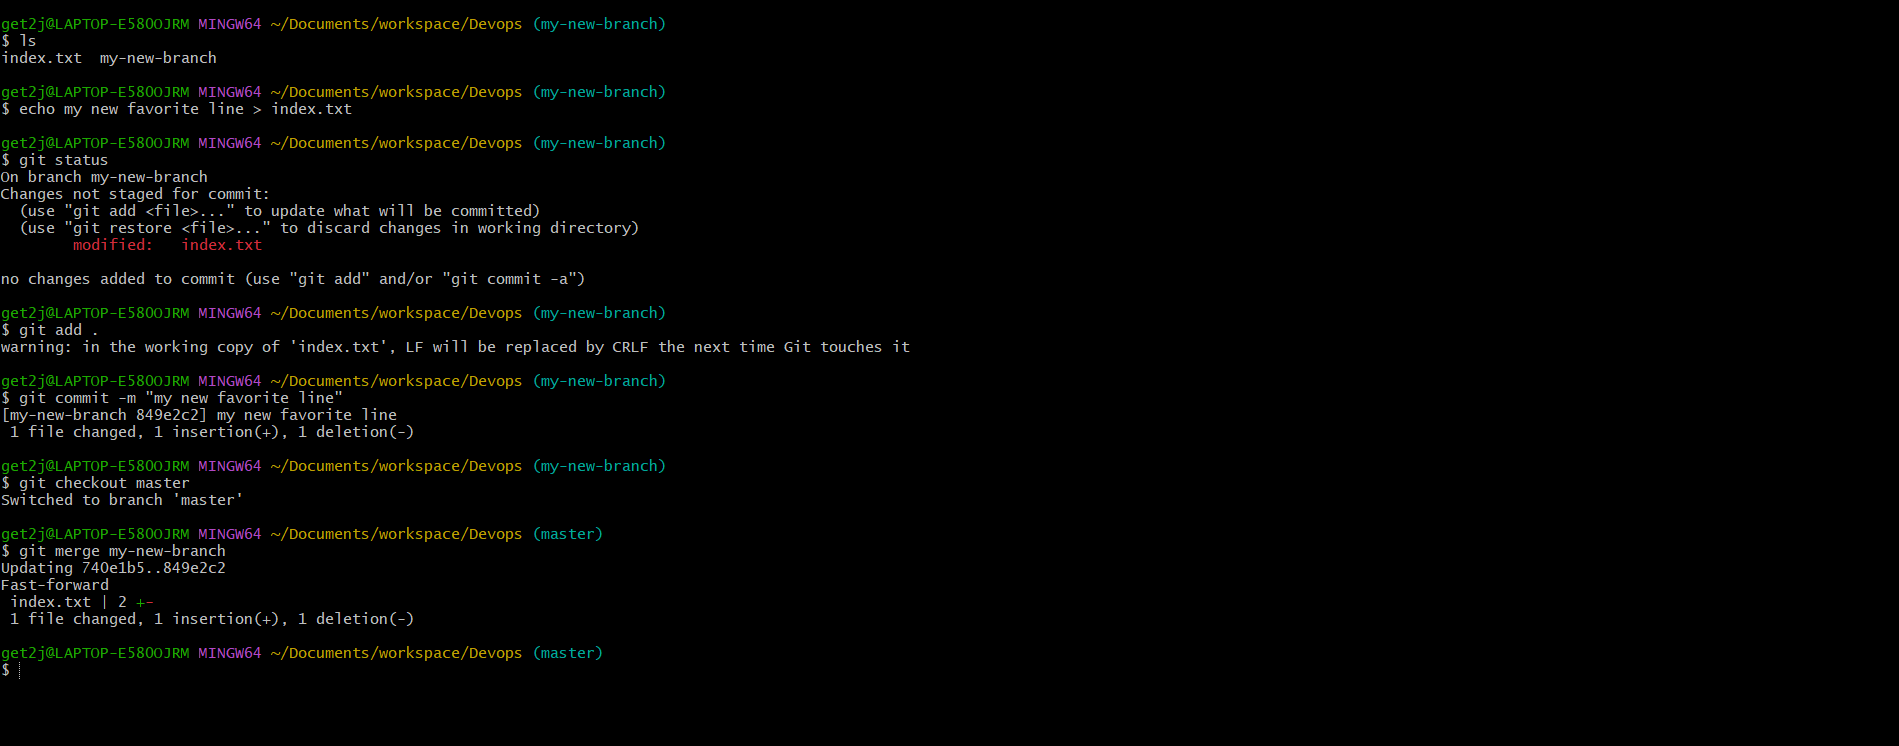 get2j@LAPTOP-E58OOJRM MINGW64 ~/Documents/workspace/Devops (my-new-branch)
$ ls
index.txt  my-new-branch
get2j@LAPTOP-E58OOJRM MINGW64 ~/Documents/workspace/Devops (my-new-branch)
$ echo my new favorite line > index.txt
get2j@LAPTOP-E58OOJRM MINGW64 ~/Documents/workspace/Devops (my-new-branch)
$ git status
On branch my-new-branch
Changes not staged for commit:
  (use "git add <file>..." to update what will be committed)
  (use "git restore <file>..." to discard changes in working directory)
        modified:   index.txt
no changes added to commit (use "git add" and/or "git commit -a")
get2j@LAPTOP-E58OOJRM MINGW64 ~/Documents/workspace/Devops (my-new-branch)
$ git add .
warning: in the working copy of 'index.txt', LF will be replaced by CRLF the next time Git touches it
get2j@LAPTOP-E58OOJRM MINGW64 ~/Documents/workspace/Devops (my-new-branch)
$ git commit -m "my new favorite line"
[my-new-branch 849e2c2] my new favorite line
 1 file changed, 1 insertion(+), 1 deletion(-)
get2j@LAPTOP-E58OOJRM MINGW64 ~/Documents/workspace/Devops (my-new-branch)
$ git checkout master
Switched to branch 'master'
get2j@LAPTOP-E58OOJRM MINGW64 ~/Documents/workspace/Devops (master)
$ git merge my-new-branch
Updating 740e1b5..849e2c2
Fast-forward
 index.txt | 2 +-
 1 file changed, 1 insertion(+), 1 deletion(-)
get2j@LAPTOP-E58OOJRM MINGW64 ~/Documents/workspace/Devops (master)
$